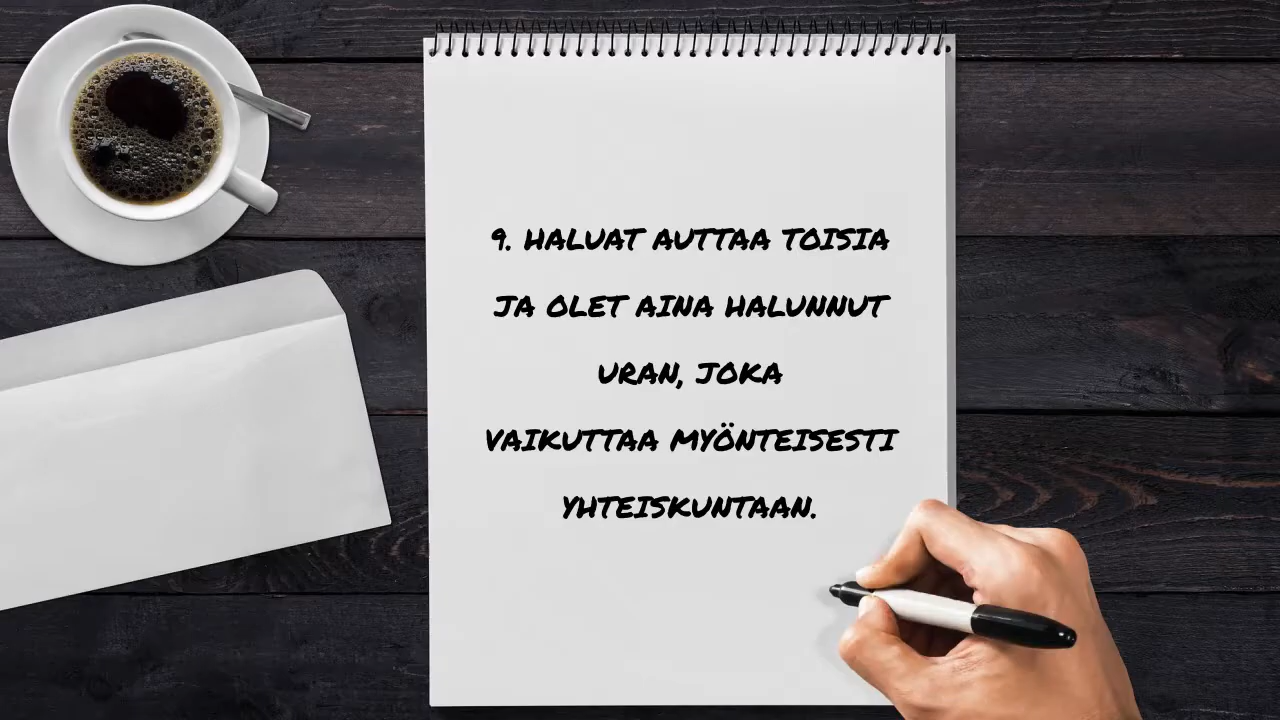 9. HALUAT AUTTAA TOISIA
JA OLET AINA HALUNNUT
URAN, JOKA
VAIKUTTAA MYÖNTEISESTI
YHTEISKUNTAAN.